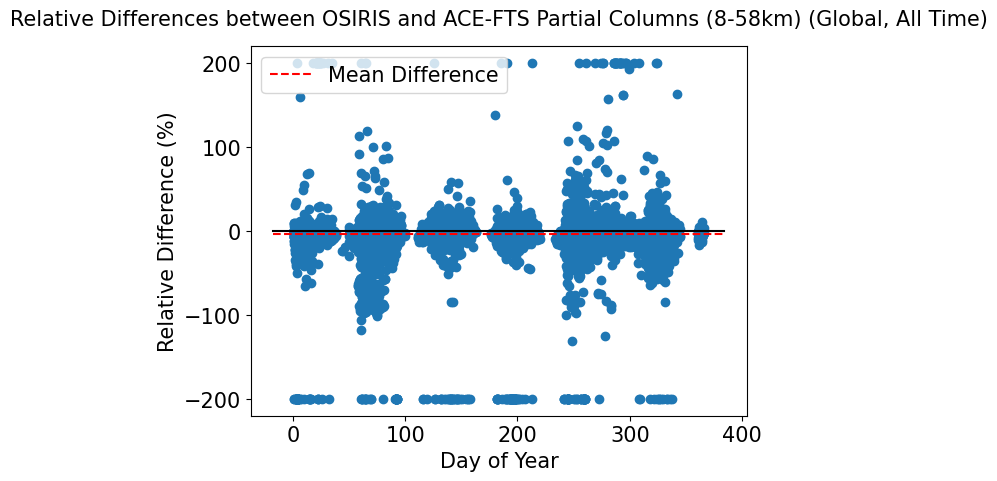 Relative Differences between OSIRIS and ACE-FTS Partial Columns (8-58km) (Global, All Time)
Mean Difference
Relative Difference (%)
200
100
0
−100
−200
0 100 200 300 400
Day of Year